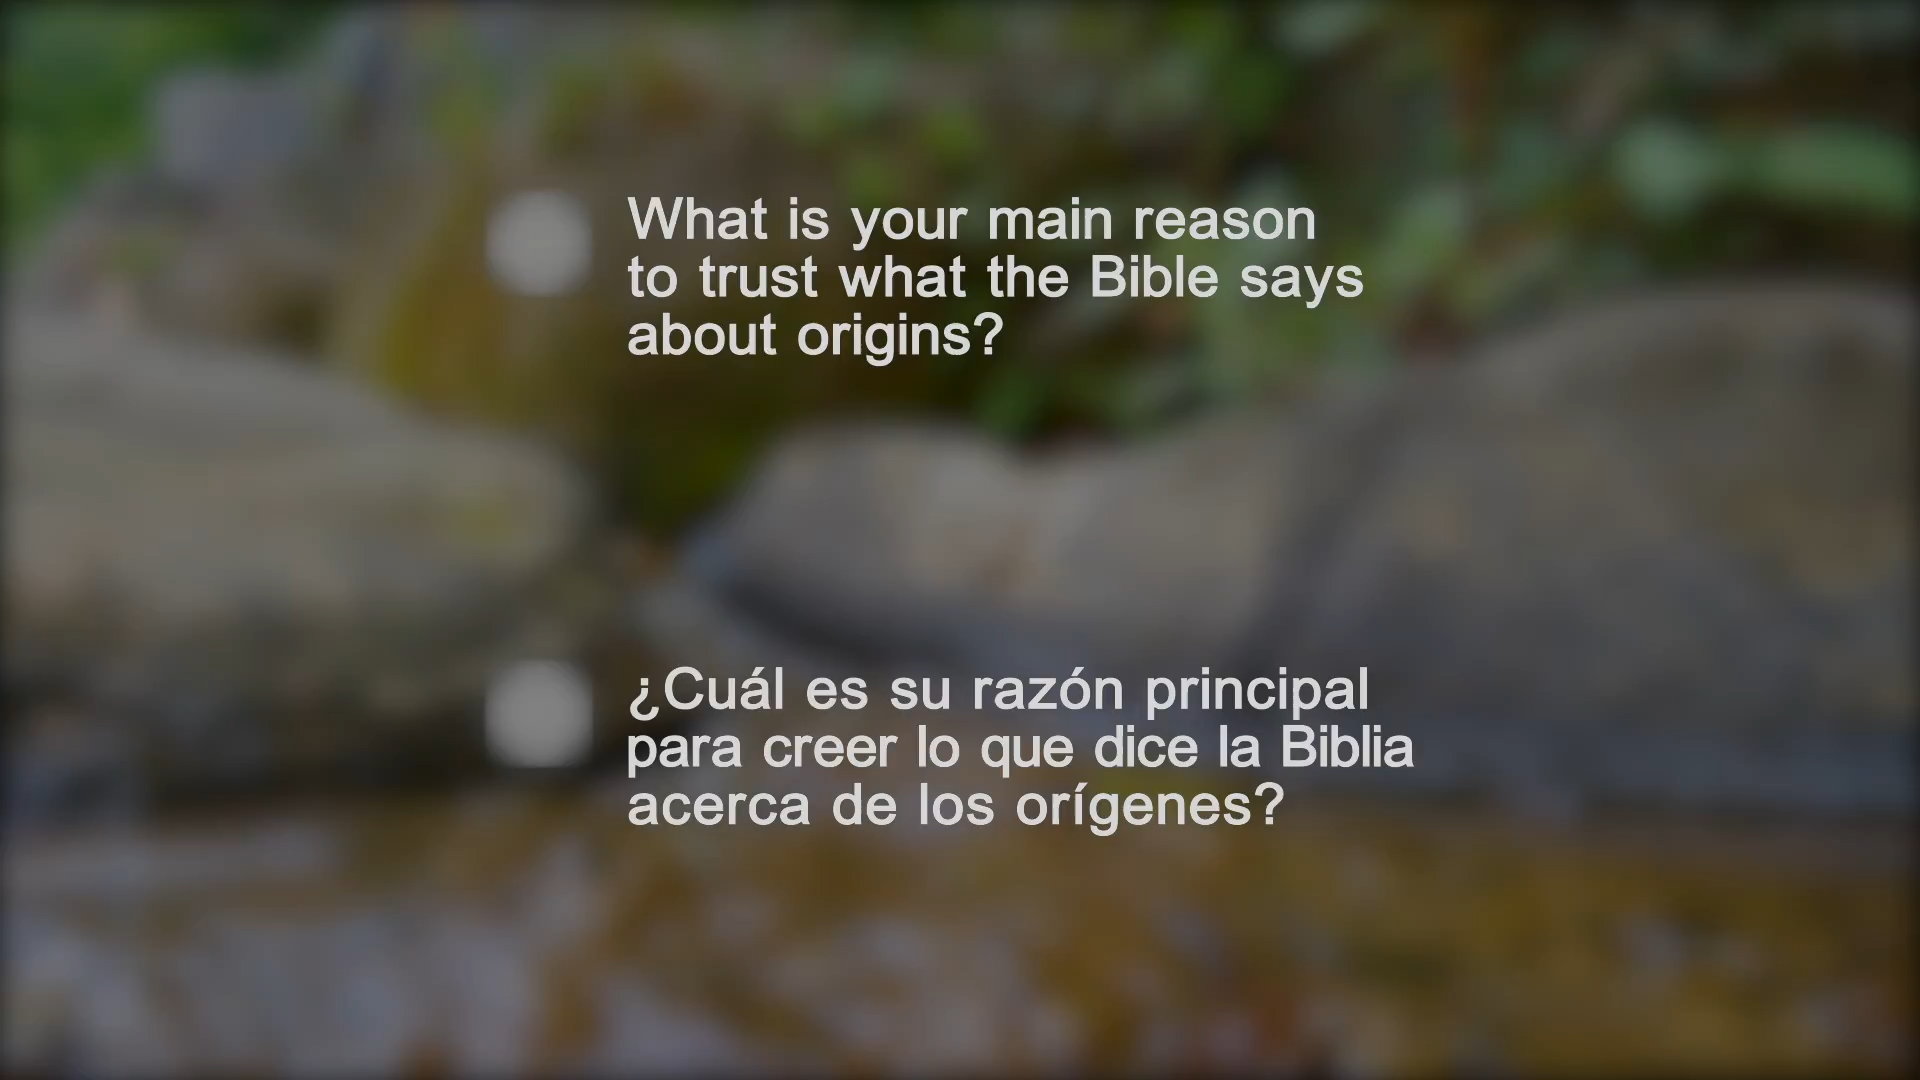 What is your main reason
to trust what the Bible says
about origins?
¿Cuál es su razón principal
para creer lo que dice la Biblia
acerca de los orígenes?